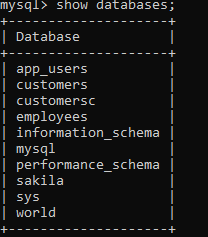 mysql> show databases;
+--------------------+
| Database           |
+--------------------+
| app_users          |
| customers          |
| customersc         |
| employees          |
| information_schema |
| mysql              |
| performance_schema |
| sakila             |
| sys                |
| world              |
+--------------------+